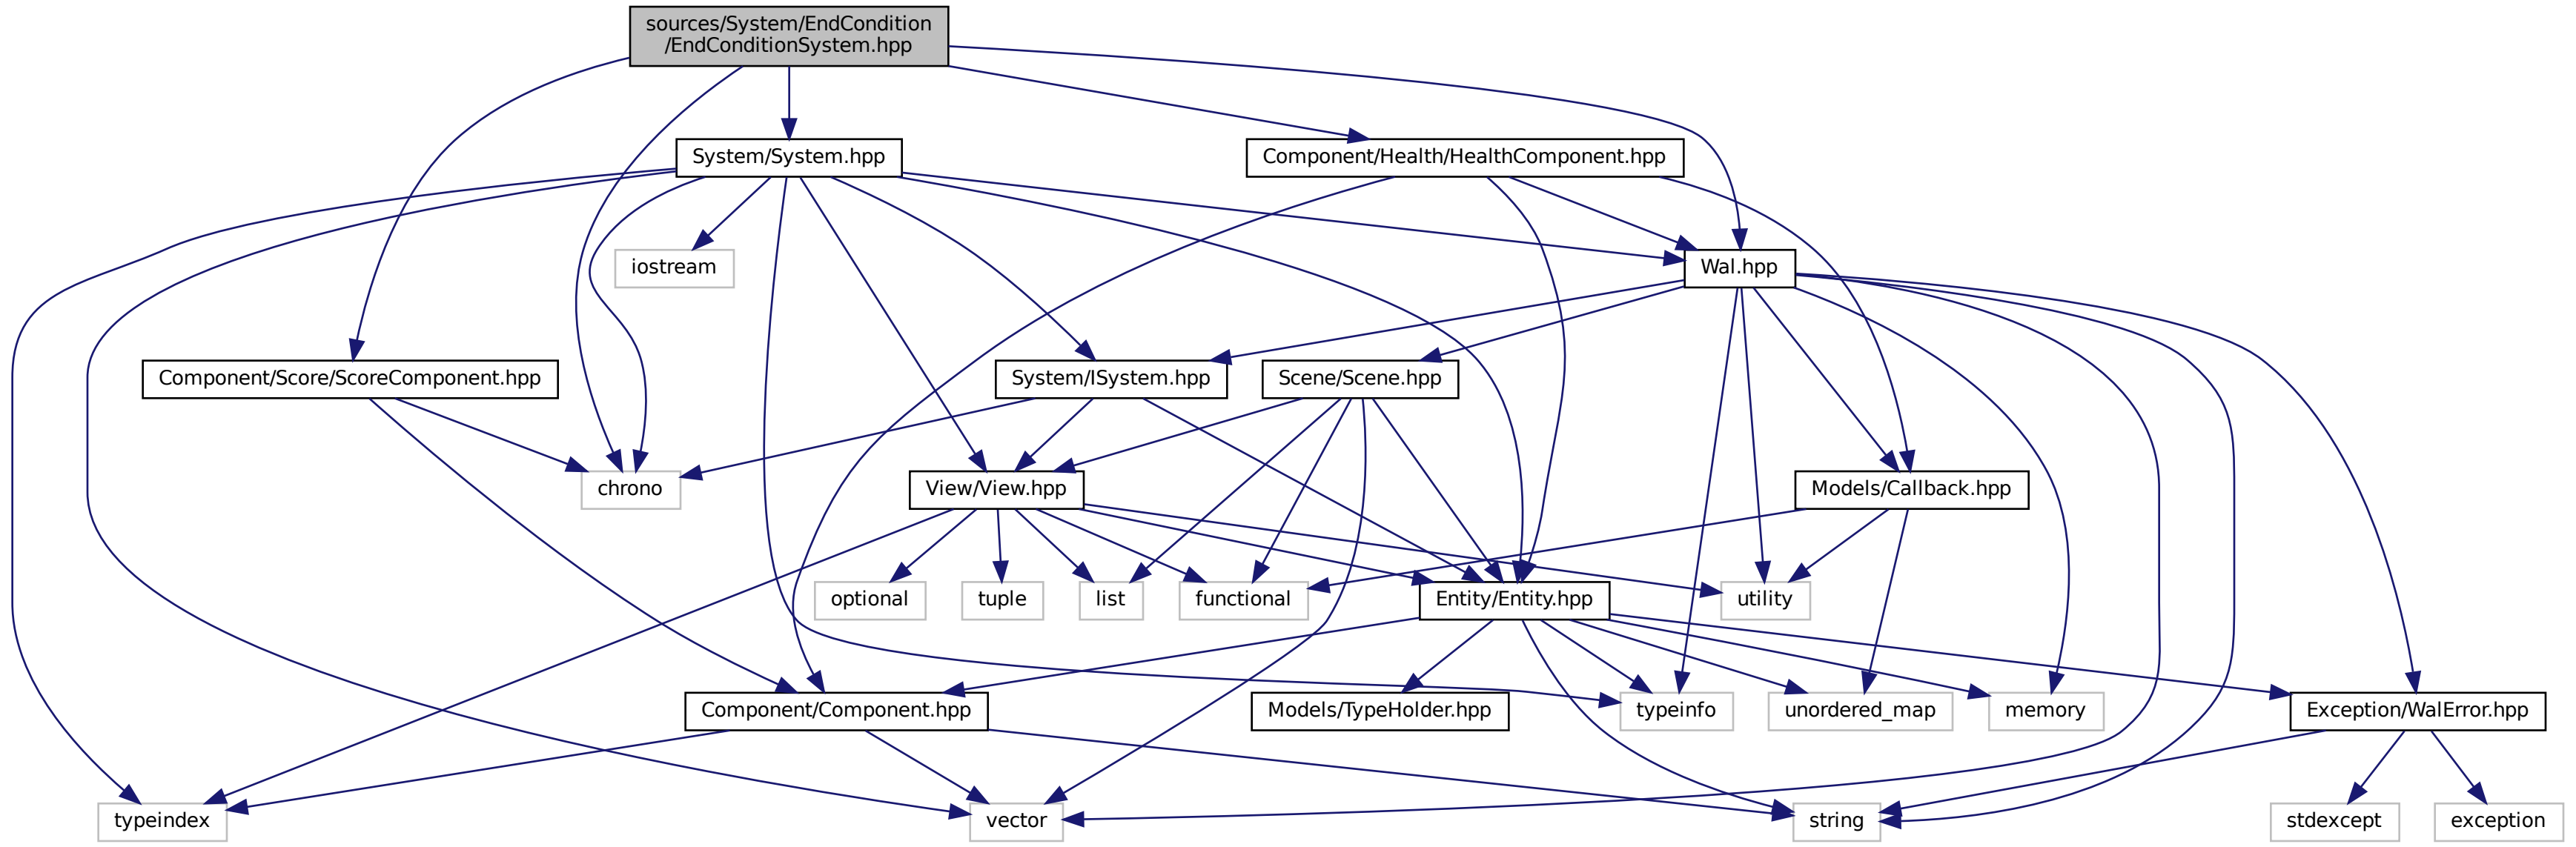 sources/System/EndCondition
/EndConditionSystem.hpp
System/System.hpp
Component/Health/HealthComponent.hpp
iostream
Wal.hpp
Component/Score/ScoreComponent.hpp
System/ISystem.hpp
Scene/Scene.hpp
chrono
View/View.hpp
Models/Callback.hpp
optional
tuple
list
functional
Entity/Entity.hpp
utility
Component/Component.hpp
Models/TypeHolder.hpp
typeinfo
unordered_map
memory
Exception/WalError.hpp
typeindex
vector
string
stdexcept
exception